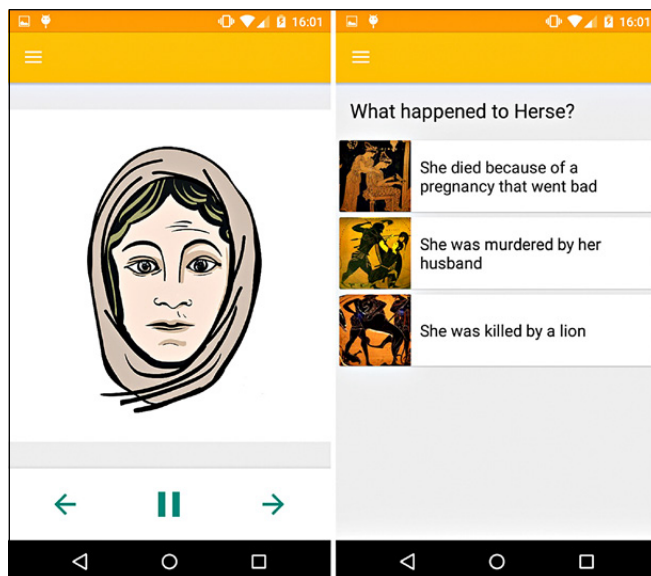 16:01
16:01
What happened to Herse?
She died because of a
pregnancy that went bad
She was murdered by her
husband
She was killed by a lion